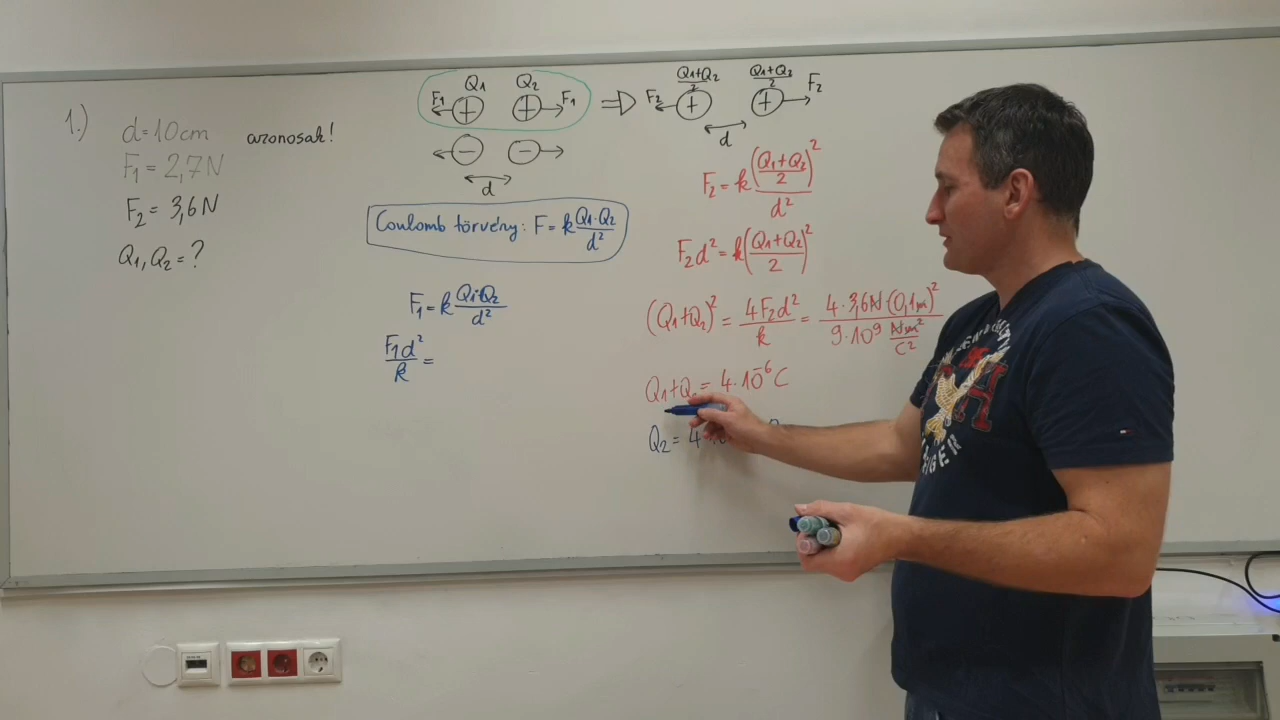 1.)
d=10cm azonosak!
F₁ = 2,7N
F₂ = 3,6N
Q₁, Q₂ = ?
Q₁ Q₂
F₁ + + F₁
− −
d
⇒
(Q₁+Q₂)/2 (Q₁+Q₂)/2
F₂ + + F₂
d
Coulomb törvény: F = k (Q₁·Q₂)/d²
F₁ = k (Q₁·Q₂)/d²
(F₁d²)/k =
F₂ = k ((Q₁+Q₂)/2)²/d²
F₂d² = k((Q₁+Q₂)/2)²
(Q₁+Q₂)² = (4F₂d²)/k = (4·3,6N·(0,1m)²)/(9·10⁹ Nm²/C²)
Q₁+Q = 4·10⁻⁶ C
Q₂ = 4